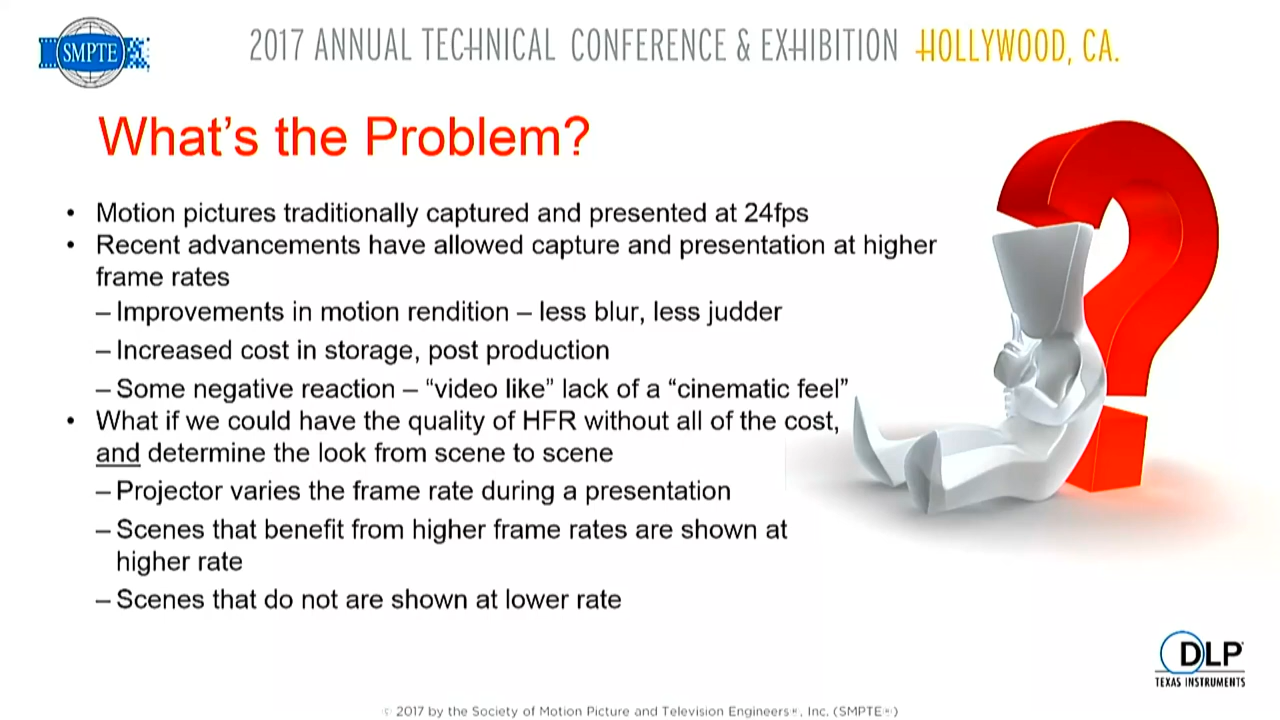 SMPTE
2017 ANNUAL TECHNICAL CONFERENCE & EXHIBITION HOLLYWOOD, CA.
What's the Problem?
• Motion pictures traditionally captured and presented at 24fps
• Recent advancements have allowed capture and presentation at higher
frame rates
– Improvements in motion rendition – less blur, less judder
– Increased cost in storage, post production
– Some negative reaction – “video like” lack of a “cinematic feel”
• What if we could have the quality of HFR without all of the cost,
and determine the look from scene to scene
– Projector varies the frame rate during a presentation
– Scenes that benefit from higher frame rates are shown at
higher rate
– Scenes that do not are shown at lower rate
DLP
TEXAS INSTRUMENTS
© 2017 by the Society of Motion Picture and Television Engineers®, Inc. (SMPTE®)